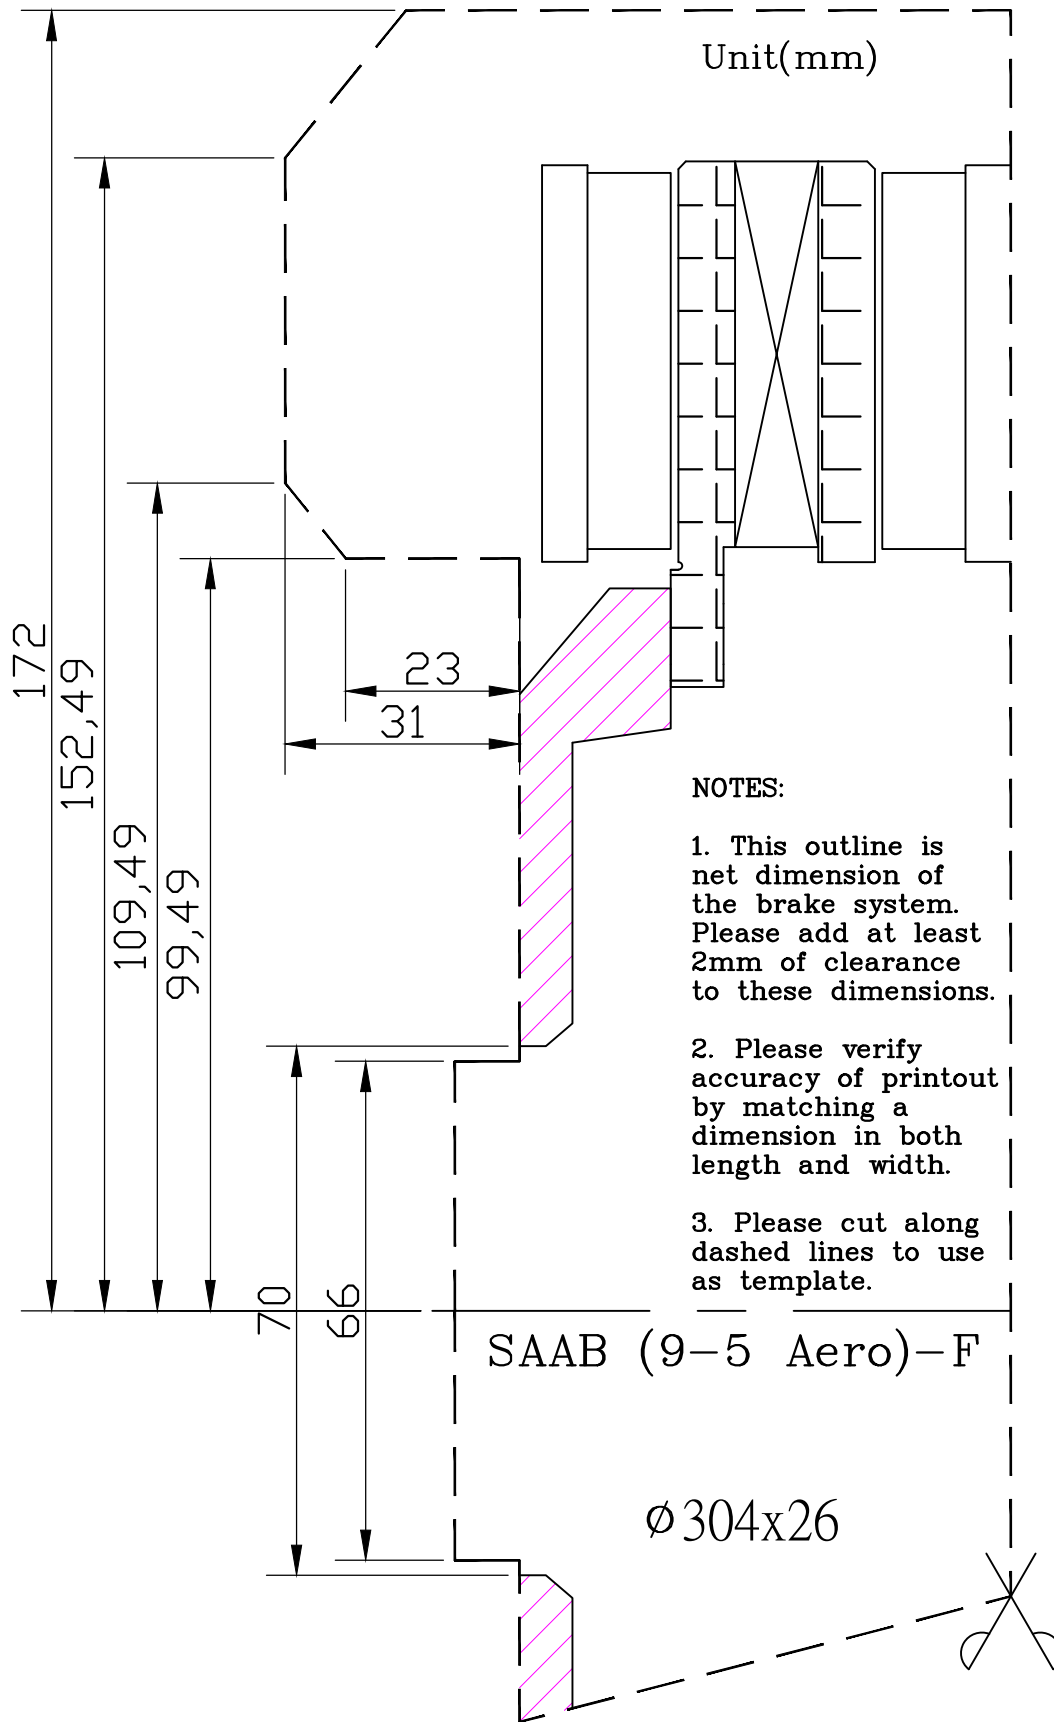 Unit(mm)
172
152,49
109,49
99,49
23
31
NOTES:
1. This outline is
net dimension of
the brake system.
Please add at least
2mm of clearance
to these dimensions.
2. Please verify
accuracy of printout
by matching a
dimension in both
length and width.
3. Please cut along
dashed lines to use
as template.
70
66
SAAB (9-5 Aero)-F
ø304x26